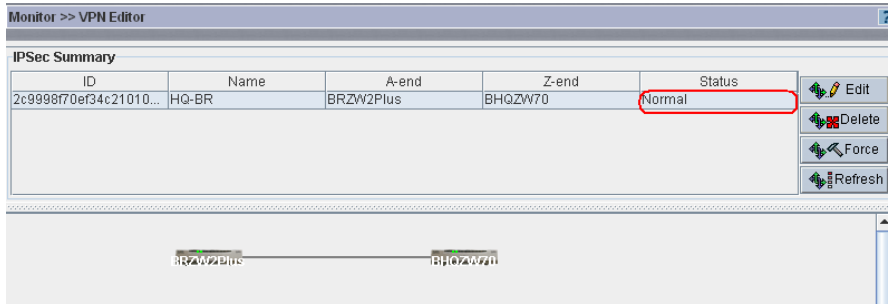 Monitor >> VPN Editor
?
IPSec Summary
ID Name A-end Z-end Status
2c9998f70ef34c21010... HQ-BR BRZW2Plus BHQZW70 Normal
Edit
Delete
Force
Refresh
BRZW2Plus BHQZW70